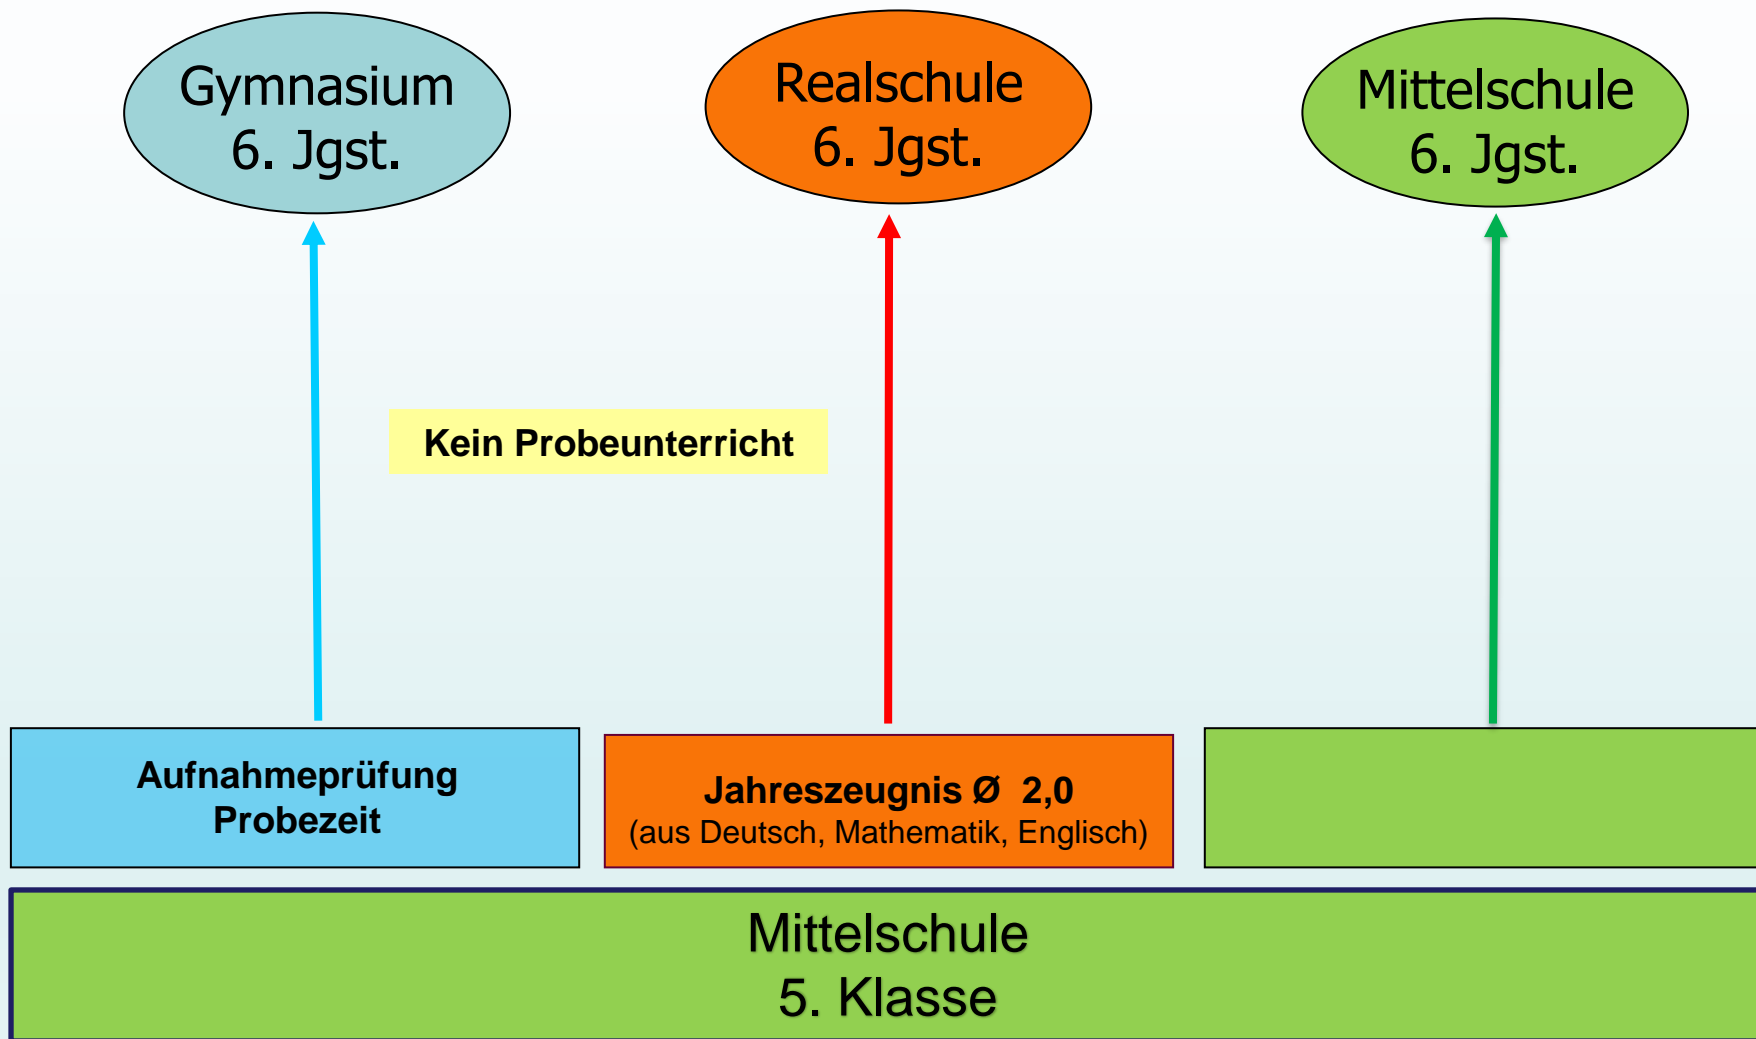 Gymnasium
6. Jgst.
Realschule
6. Jgst.
Mittelschule
6. Jgst.
Kein Probeunterricht
Aufnahmeprüfung
Probezeit
Jahreszeugnis Ø 2,0
(aus Deutsch, Mathematik, Englisch)
Mittelschule
5. Klasse